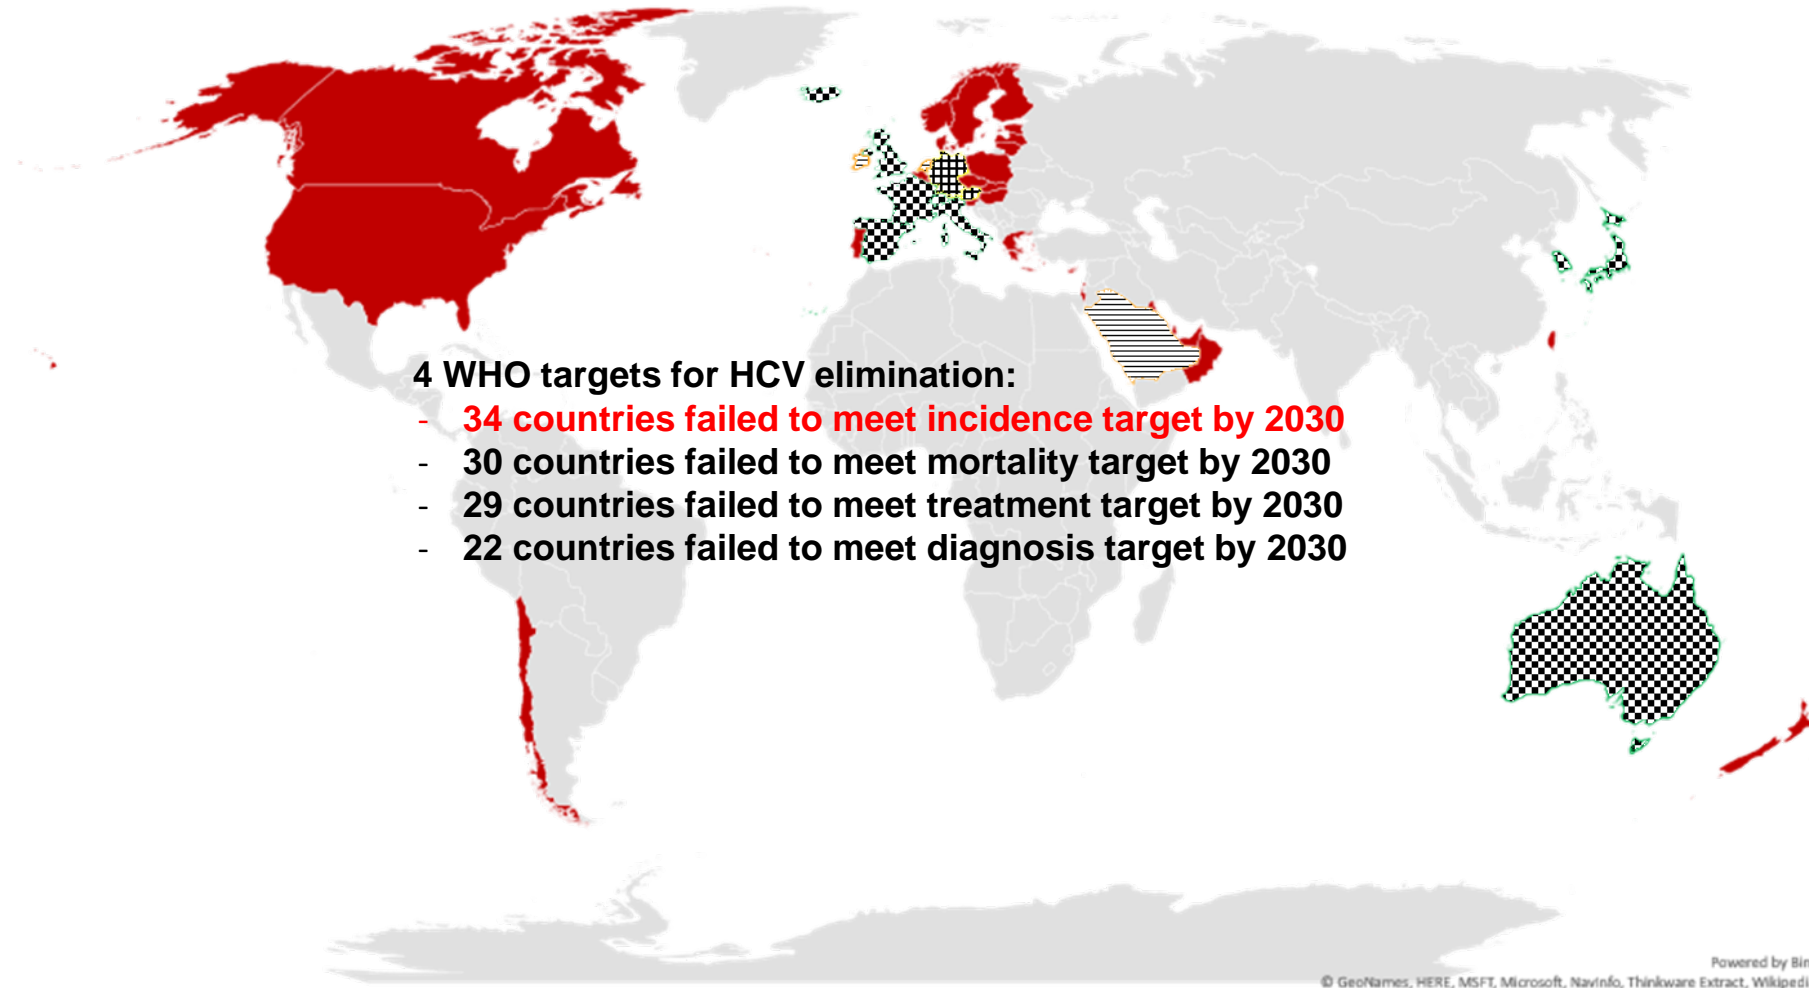 4 WHO targets for HCV elimination:
- 34 countries failed to meet incidence target by 2030
- 30 countries failed to meet mortality target by 2030
- 29 countries failed to meet treatment target by 2030
- 22 countries failed to meet diagnosis target by 2030
Powered by Bin
© GeoNames, HERE, MSFT, Microsoft, NavInfo, Thinkware Extract, Wikipedi